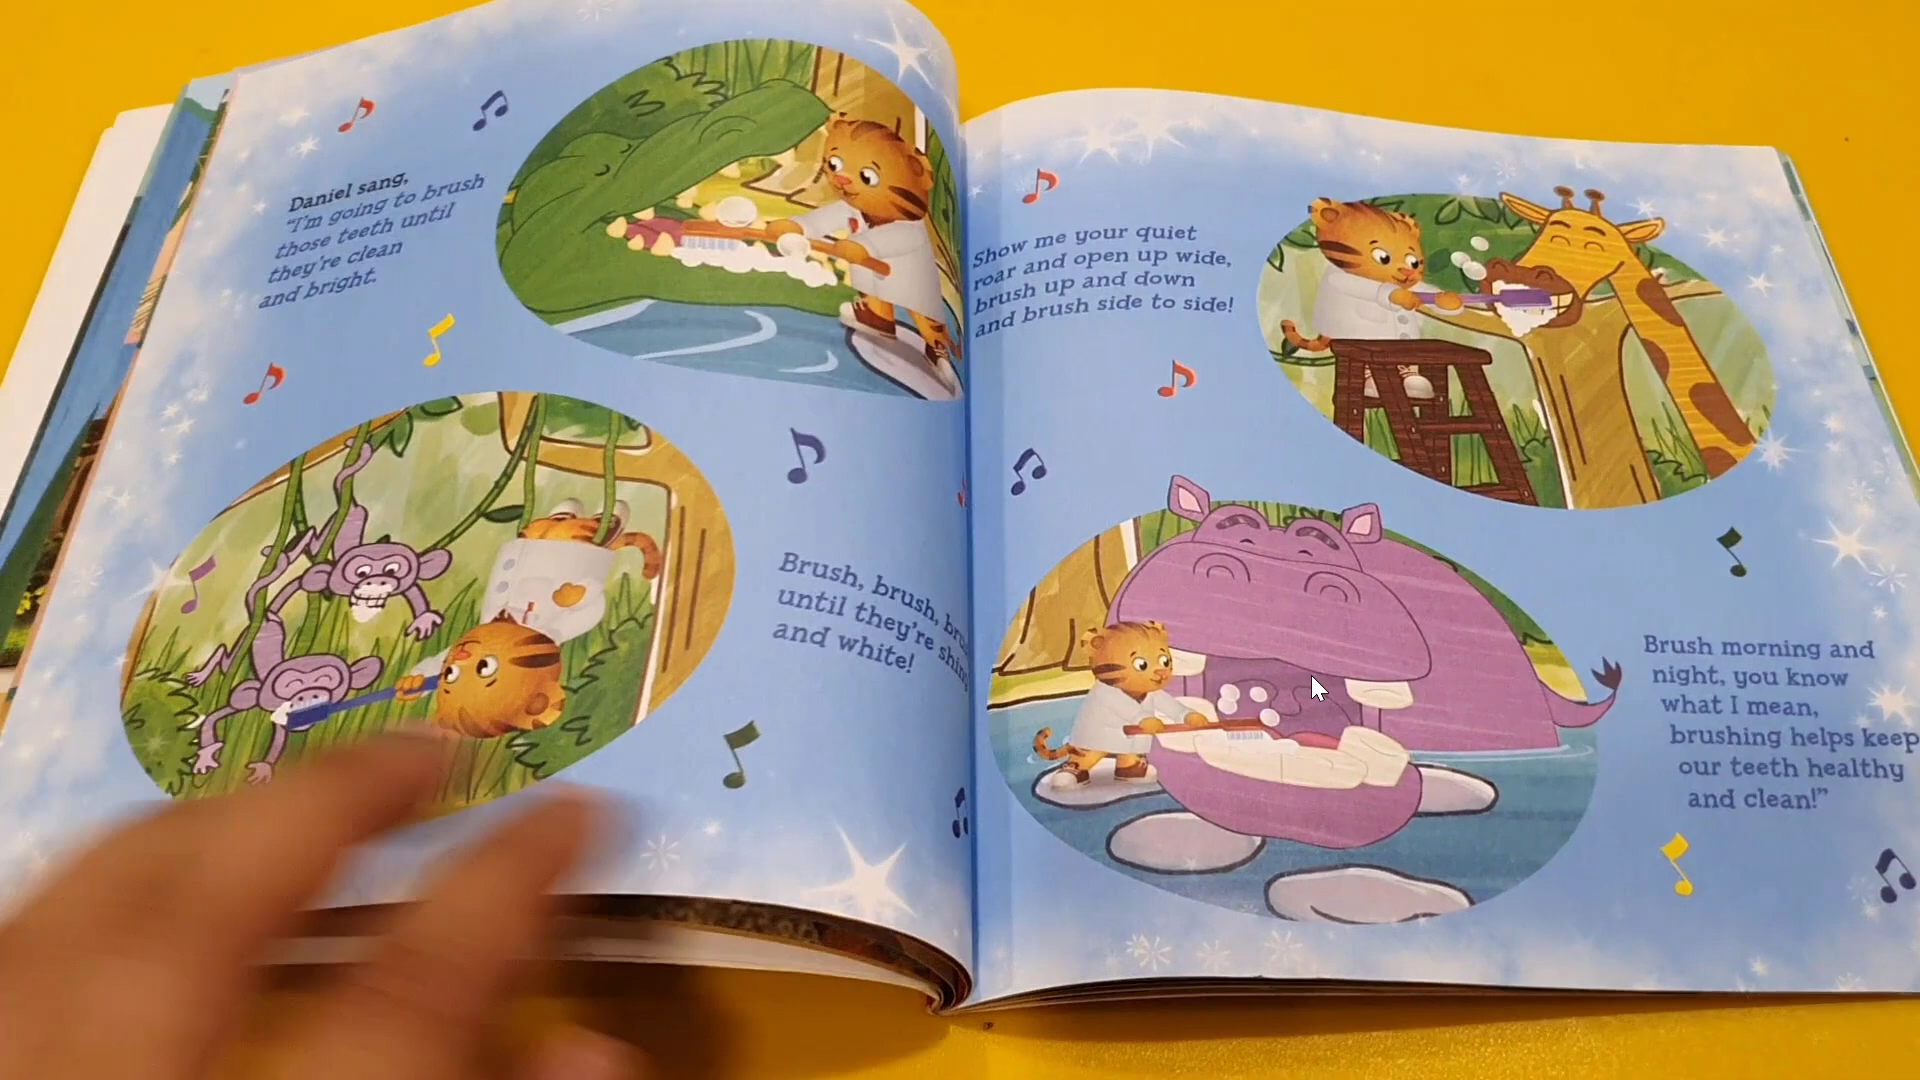 Daniel sang,
“I’m going to brush
those teeth until
they’re clean
and bright.
Brush, brush,
until they’re
and white!
Show me your quiet
roar and open up wide,
brush up and down
and brush side to side!
Brush morning and
night, you know
what I mean,
brushing helps keep
our teeth healthy
and clean!”